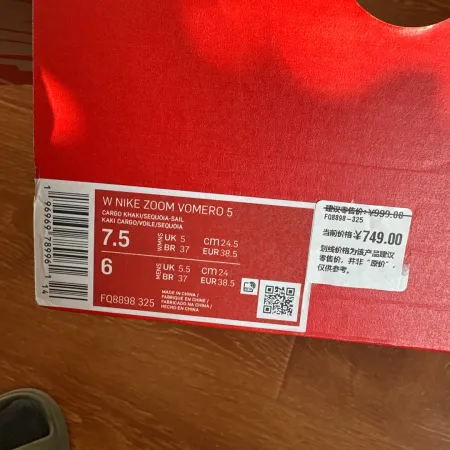 W NIKE ZOOM VOMERO 5
CARGO KHAKI/SEQUOIA-SAIL
KAKI CARGO/VOILE/SEQUOIA
7.5 WMNS UK 5 CM 24.5
BR 37 EUR 38.5
6 UK 5.5 CM 24
BR 37 EUR 38.5
FQ8898 325
MADE IN CHINA /
FABRIQUE EN CHINE /
FABRICADO NA CHINA /
HECHO EN CHINA
建议零售价:¥999.00
FQ8898-325
当前价格:¥749.00
划线价格为该产品建议
零售价,并非“原价”,
仅供参考。